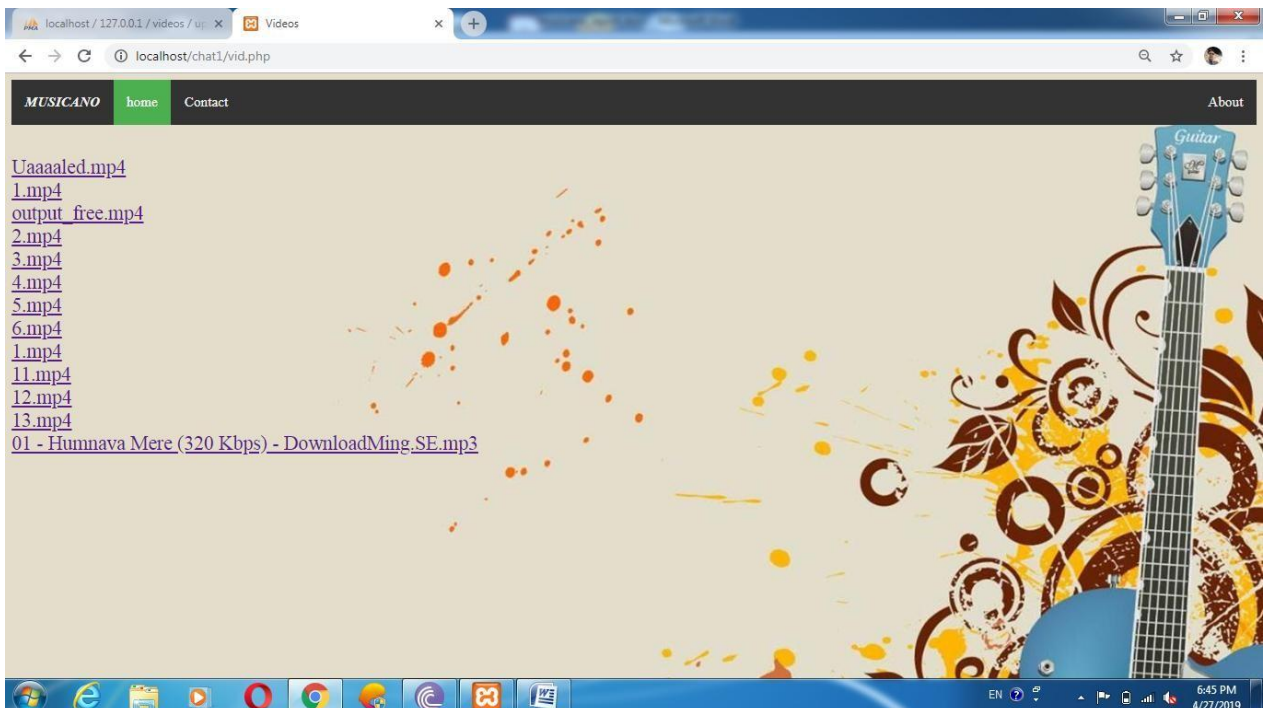 localhost / 127.0.0.1 / videos / up
Videos
localhost/chat1/vid.php
MUSICANO home Contact About
Guitar
Uaaaaled.mp4
1.mp4
output_free.mp4
2.mp4
3.mp4
4.mp4
5.mp4
6.mp4
1.mp4
11.mp4
12.mp4
13.mp4
01 - Humnava Mere (320 Kbps) - DownloadMing.SE.mp3
EN
6:45 PM
4/27/2019